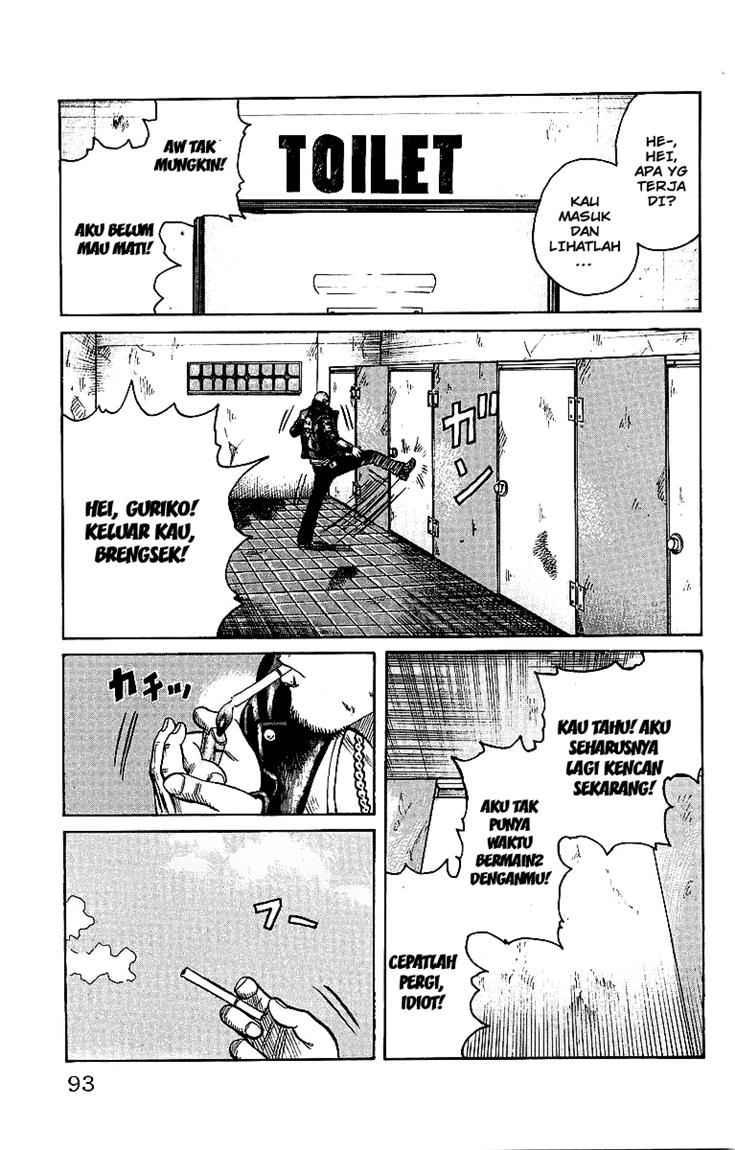 HE-,
HEI,
APA YG
TERJA
DI?
KAU
MASUK
DAN
LIHATLAH
...
TOILET
AW TAK
MUNGKIN!
AKU BELUM
MAU MATI!
ガン
HEI, GURIKO!
KELUAR KAU,
BRENGSEK!
KAU TAHU! AKU
SEHARUSNYA
LAGI KENCAN
SEKARANG!
AKU TAK
PUNYA
WAKTU
BERMAIN2
DENGANMU!
CEPATLAH
PERGI,
IDIOT!
カチッ
フー
93